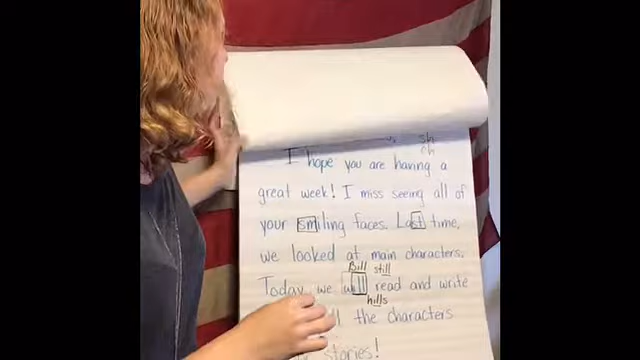 sh
ch
I hope you are having a
great week! I miss seeing all of
your smiling faces. Last time,
we looked at main characters.
Bill still
Today we will read and write
hills
the characters
stories!